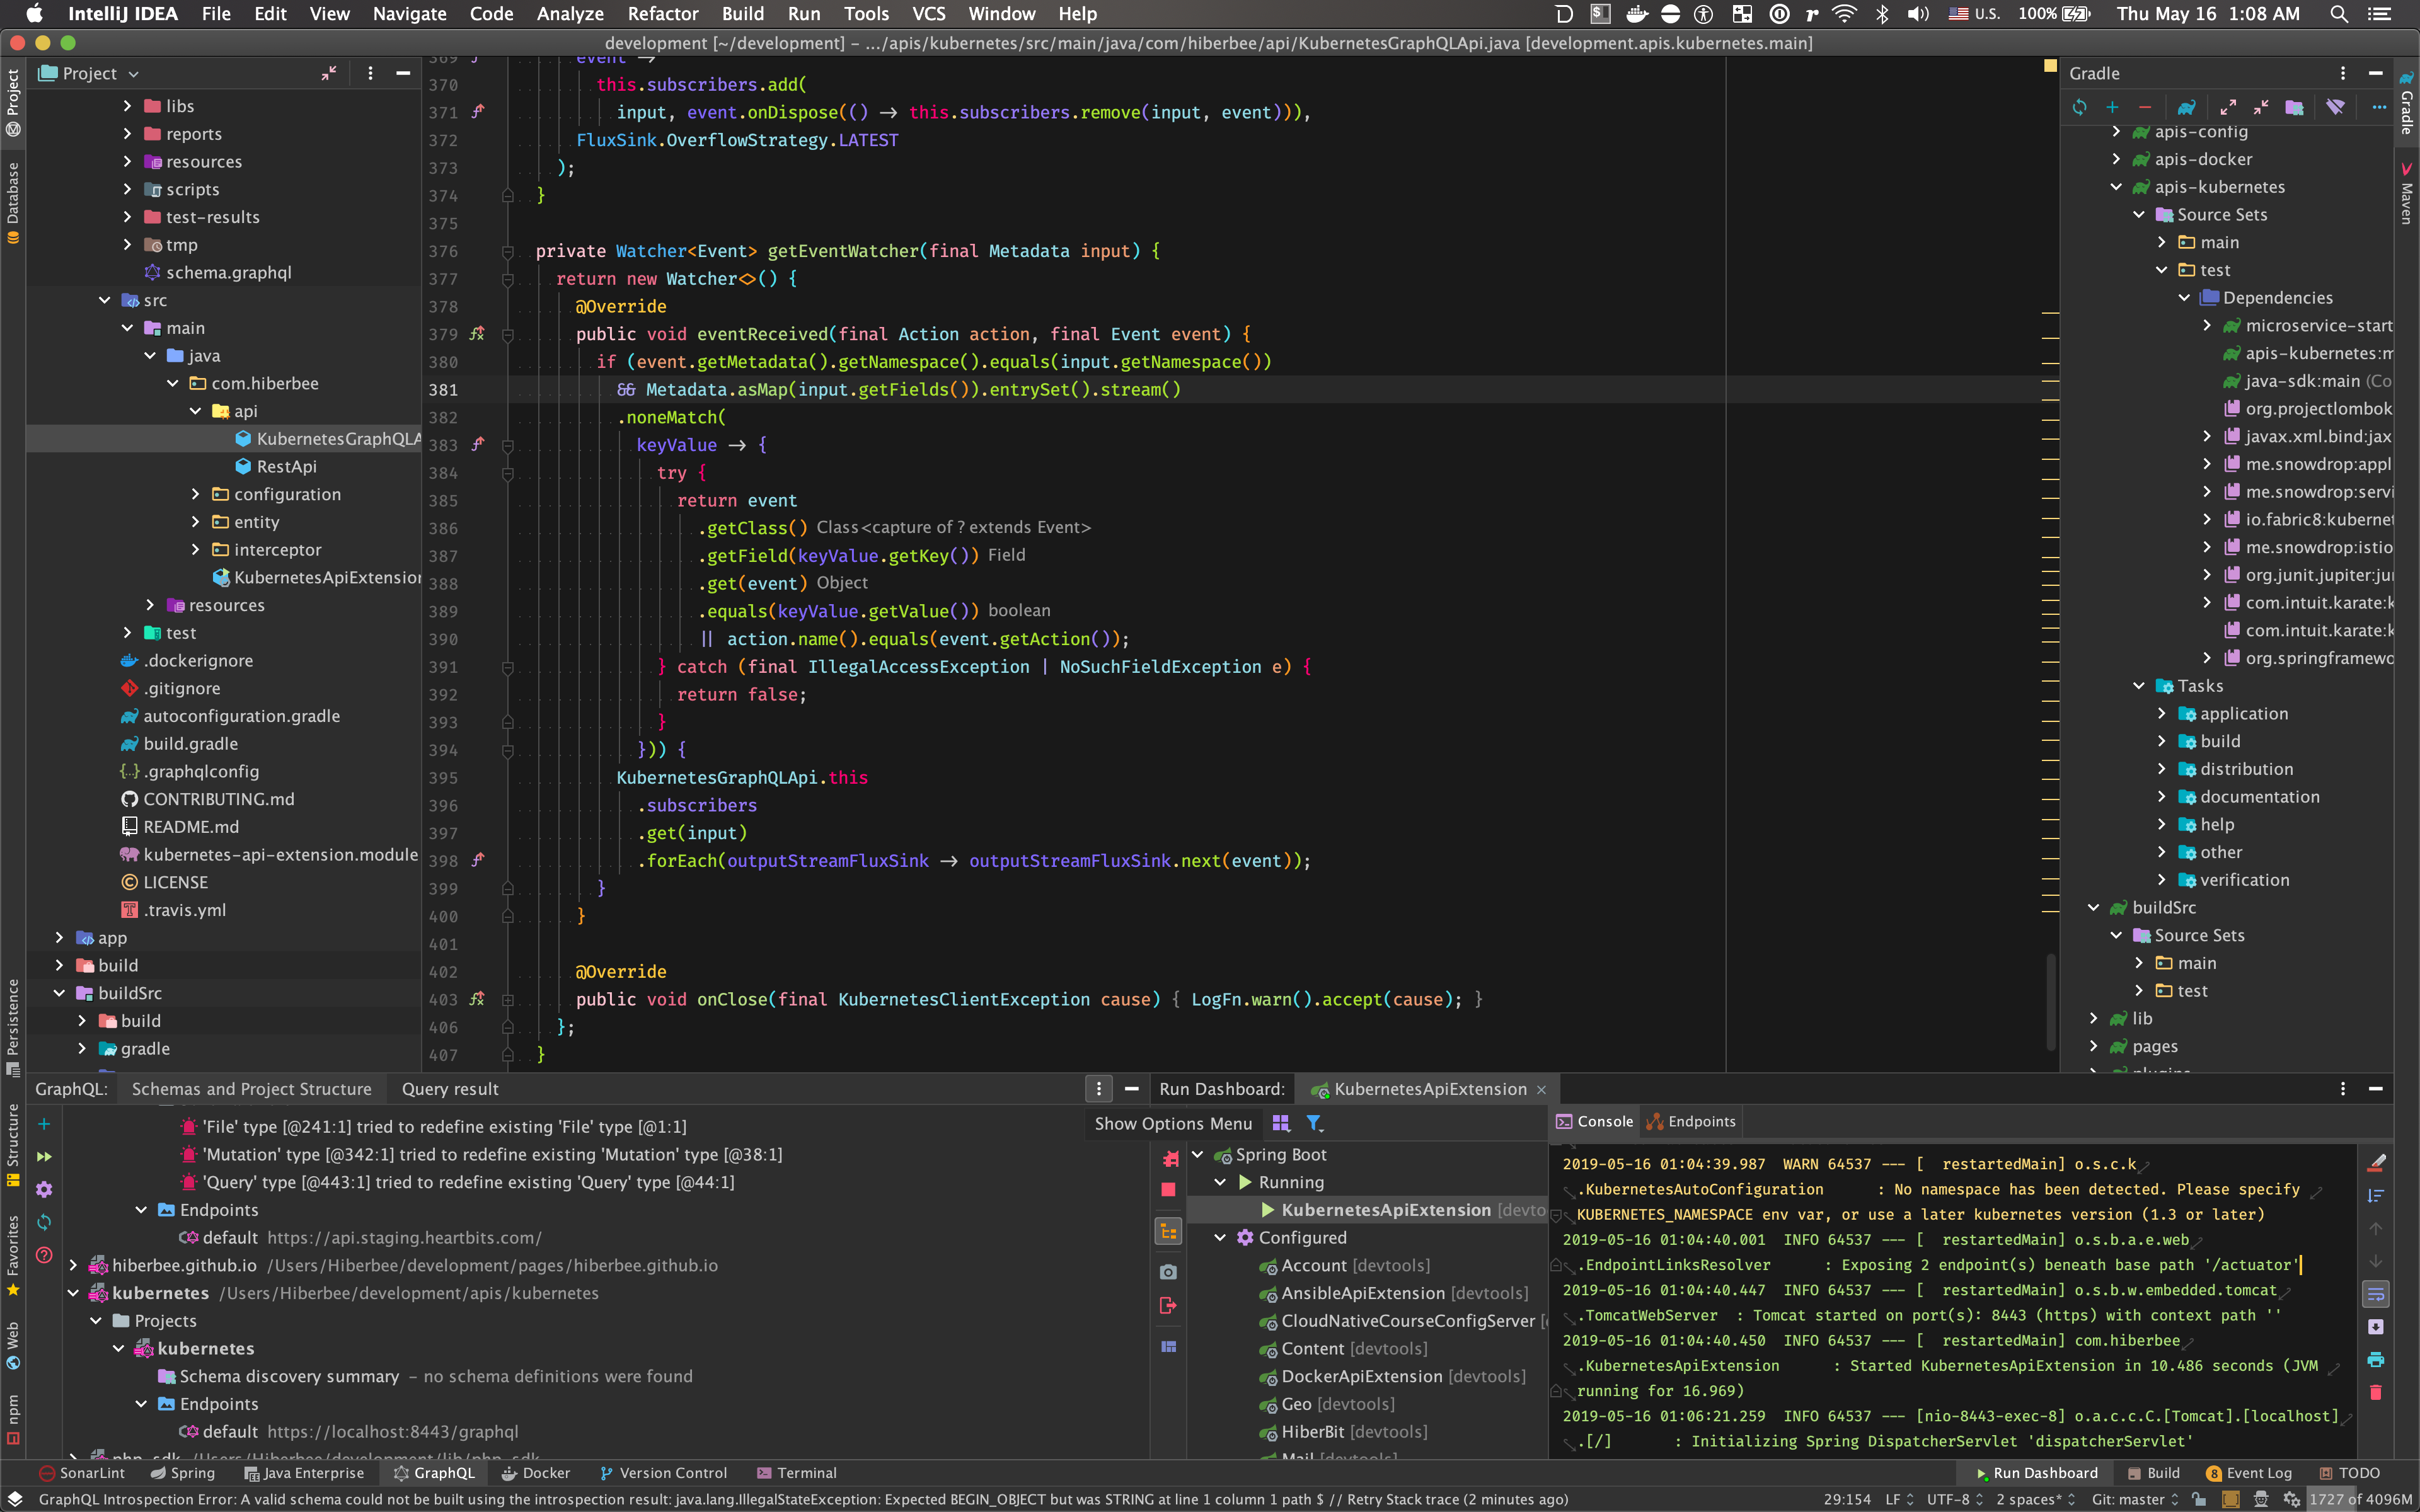 IntelliJ IDEA File Edit View Navigate Code Analyze Refactor Build Run Tools VCS Window Help U.S. 100% Thu May 16 1:08 AM
development [~/development] – .../apis/kubernetes/src/main/java/com/hiberbee/api/KubernetesGraphQLApi.java [development.apis.kubernetes.main]
Project
Database
Persistence
Structure
Favorites
Web
npm
Project
libs
reports
resources
scripts
test-results
tmp
schema.graphql
src
main
java
com.hiberbee
api
KubernetesGraphQLA
RestApi
configuration
entity
interceptor
KubernetesApiExtension
resources
test
.dockerignore
.gitignore
autoconfiguration.gradle
build.gradle
.graphqlconfig
CONTRIBUTING.md
README.md
kubernetes-api-extension.module
LICENSE
.travis.yml
app
build
buildSrc
build
gradle
369 event ->
370 this.subscribers.add(
371 input, event.onDispose(() -> this.subscribers.remove(input, event))),
372 FluxSink.OverflowStrategy.LATEST
373 );
374 }
375
376 private Watcher<Event> getEventWatcher(final Metadata input) {
377 return new Watcher<>() {
378 @Override
379 public void eventReceived(final Action action, final Event event) {
380 if (event.getMetadata().getNamespace().equals(input.getNamespace())
381 && Metadata.asMap(input.getFields()).entrySet().stream()
382 .noneMatch(
383 keyValue -> {
384 try {
385 return event
386 .getClass() Class<capture of ? extends Event>
387 .getField(keyValue.getKey()) Field
388 .get(event) Object
389 .equals(keyValue.getValue()) boolean
390 || action.name().equals(event.getAction());
391 } catch (final IllegalAccessException | NoSuchFieldException e) {
392 return false;
393 }
394 })) {
395 KubernetesGraphQLApi.this
396 .subscribers
397 .get(input)
398 .forEach(outputStreamFluxSink -> outputStreamFluxSink.next(event));
399 }
400 }
401
402 @Override
403 public void onClose(final KubernetesClientException cause) { LogFn.warn().accept(cause); }
406 };
407 }
Gradle
apis-config
apis-docker
apis-kubernetes
Source Sets
main
test
Dependencies
microservice-start
apis-kubernetes:m
java-sdk:main (Co
org.projectlombok
javax.xml.bind:jax
me.snowdrop:appl
me.snowdrop:servi
io.fabric8:kubernet
me.snowdrop:istio
org.junit.jupiter:ju
com.intuit.karate:k
com.intuit.karate:k
org.springframewo
Tasks
application
build
distribution
documentation
help
other
verification
buildSrc
Source Sets
main
test
lib
pages
plugins
Gradle
Maven
GraphQL: Schemas and Project Structure Query result
'File' type [@241:1] tried to redefine existing 'File' type [@1:1]
'Mutation' type [@342:1] tried to redefine existing 'Mutation' type [@38:1]
'Query' type [@443:1] tried to redefine existing 'Query' type [@44:1]
Endpoints
default https://api.staging.heartbits.com/
hiberbee.github.io /Users/Hiberbee/development/pages/hiberbee.github.io
kubernetes /Users/Hiberbee/development/apis/kubernetes
Projects
kubernetes
Schema discovery summary – no schema definitions were found
Endpoints
default https://localhost:8443/graphql
php-sdk /Users/Hiberbee/development/lib/php-sdk
Run Dashboard: KubernetesApiExtension
Show Options Menu
Spring Boot
Running
KubernetesApiExtension [devto
Configured
Account [devtools]
AnsibleApiExtension [devtools]
CloudNativeCourseConfigServer [
Content [devtools]
DockerApiExtension [devtools]
Geo [devtools]
HiberBit [devtools]
Mail [devtools]
Console Endpoints
2019-05-16 01:04:39.987 WARN 64537 --- [ restartedMain] o.s.c.k
.KubernetesAutoConfiguration : No namespace has been detected. Please specify
KUBERNETES_NAMESPACE env var, or use a later kubernetes version (1.3 or later)
2019-05-16 01:04:40.001 INFO 64537 --- [ restartedMain] o.s.b.a.e.web
.EndpointLinksResolver : Exposing 2 endpoint(s) beneath base path '/actuator'
2019-05-16 01:04:40.447 INFO 64537 --- [ restartedMain] o.s.b.w.embedded.tomcat
.TomcatWebServer : Tomcat started on port(s): 8443 (https) with context path ''
2019-05-16 01:04:40.450 INFO 64537 --- [ restartedMain] com.hiberbee
.KubernetesApiExtension : Started KubernetesApiExtension in 10.486 seconds (JVM
running for 16.969)
2019-05-16 01:06:21.259 INFO 64537 --- [nio-8443-exec-8] o.a.c.c.C.[Tomcat].[localhost]
.[/] : Initializing Spring DispatcherServlet 'dispatcherServlet'
SonarLint Spring Java Enterprise GraphQL Docker Version Control Terminal Run Dashboard Build 8 Event Log TODO
GraphQL Introspection Error: A valid schema could not be built using the introspection result: java.lang.IllegalStateException: Expected BEGIN_OBJECT but was STRING at line 1 column 1 path $ // Retry Stack trace (2 minutes ago) 29:154 LF UTF-8 2 spaces* Git: master 1727 of 4096M